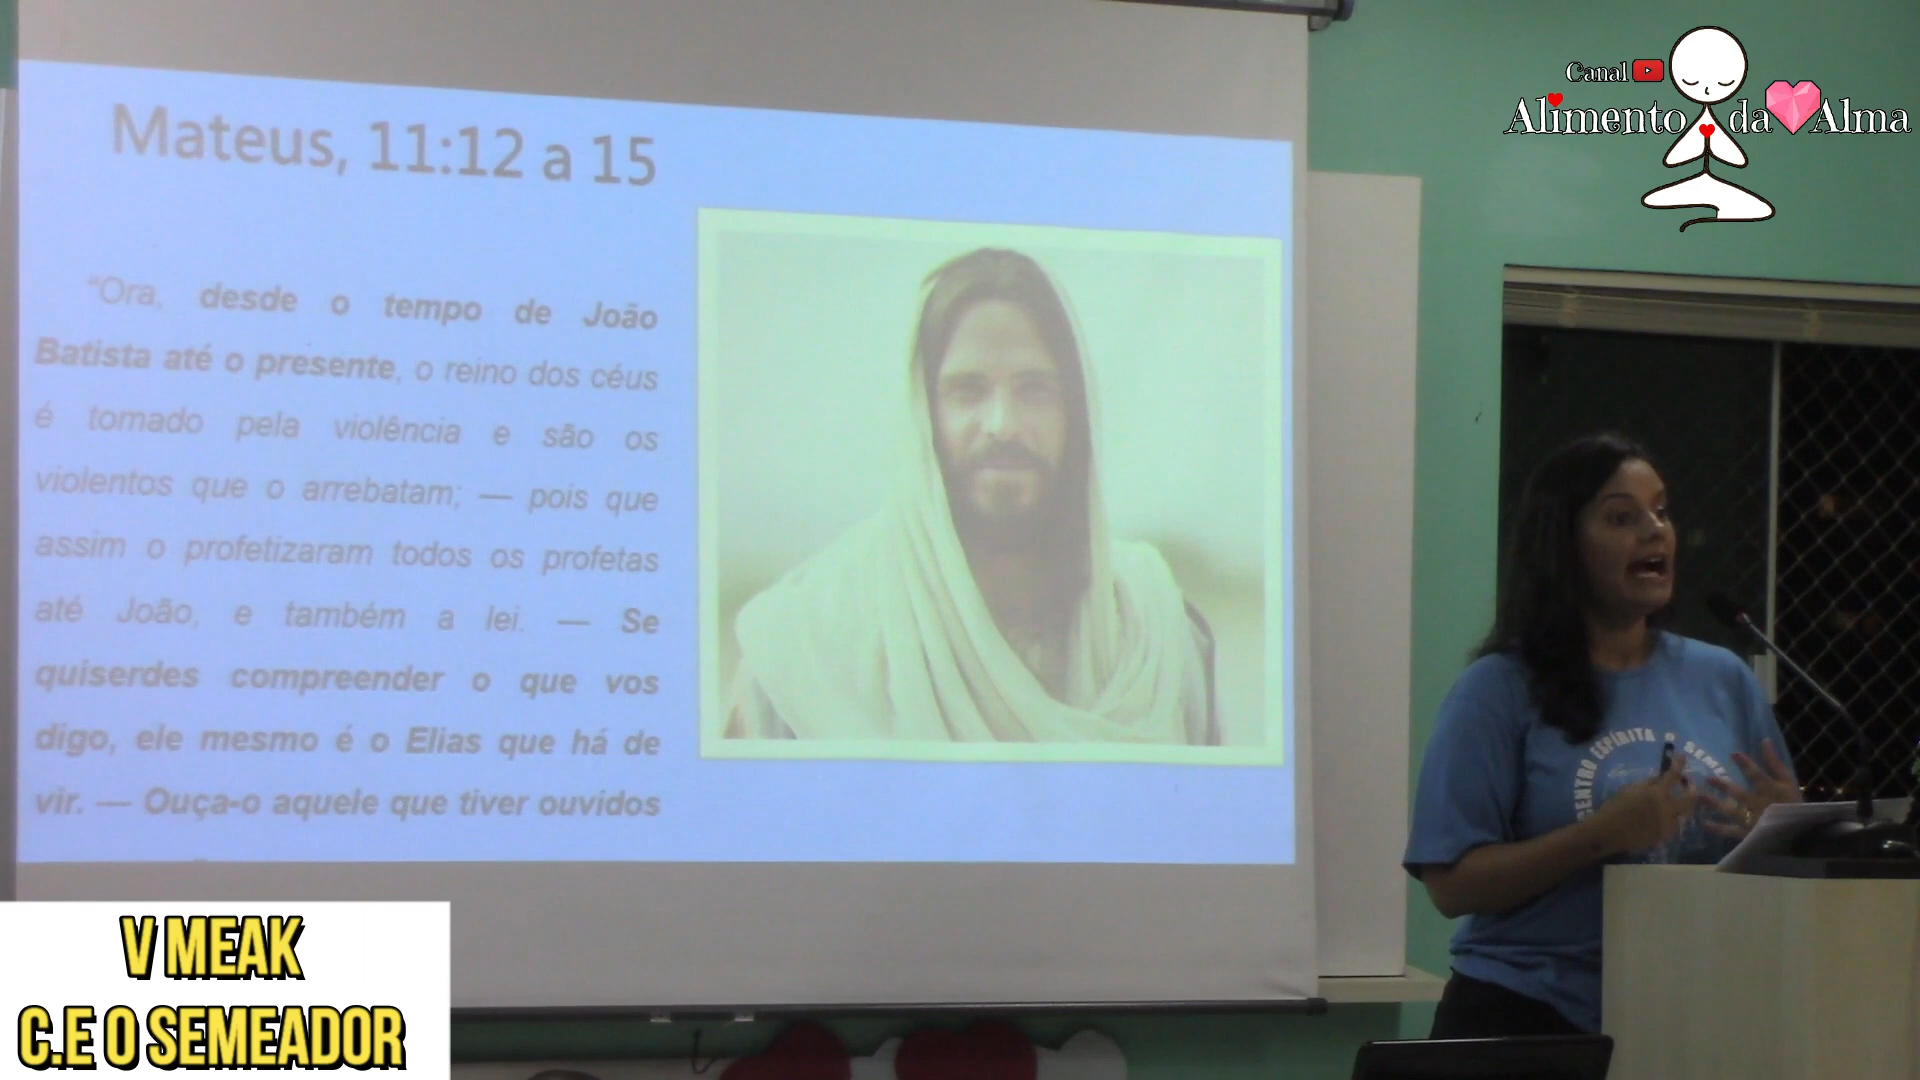 Mateus, 11:12 a 15
“Ora, desde o tempo de João
Batista até o presente, o reino dos céus
é tomado pela violência e são os
violentos que o arrebatam; — pois que
assim o profetizaram todos os profetas
até João, e também a lei. — Se
quiserdes compreender o que vos
digo, ele mesmo é o Elias que há de
vir. — Ouça-o aquele que tiver ouvidos
Canal
Alimento da Alma
CENTRO ESPÍRITA O
V MEAK
C.E O SEMEADOR